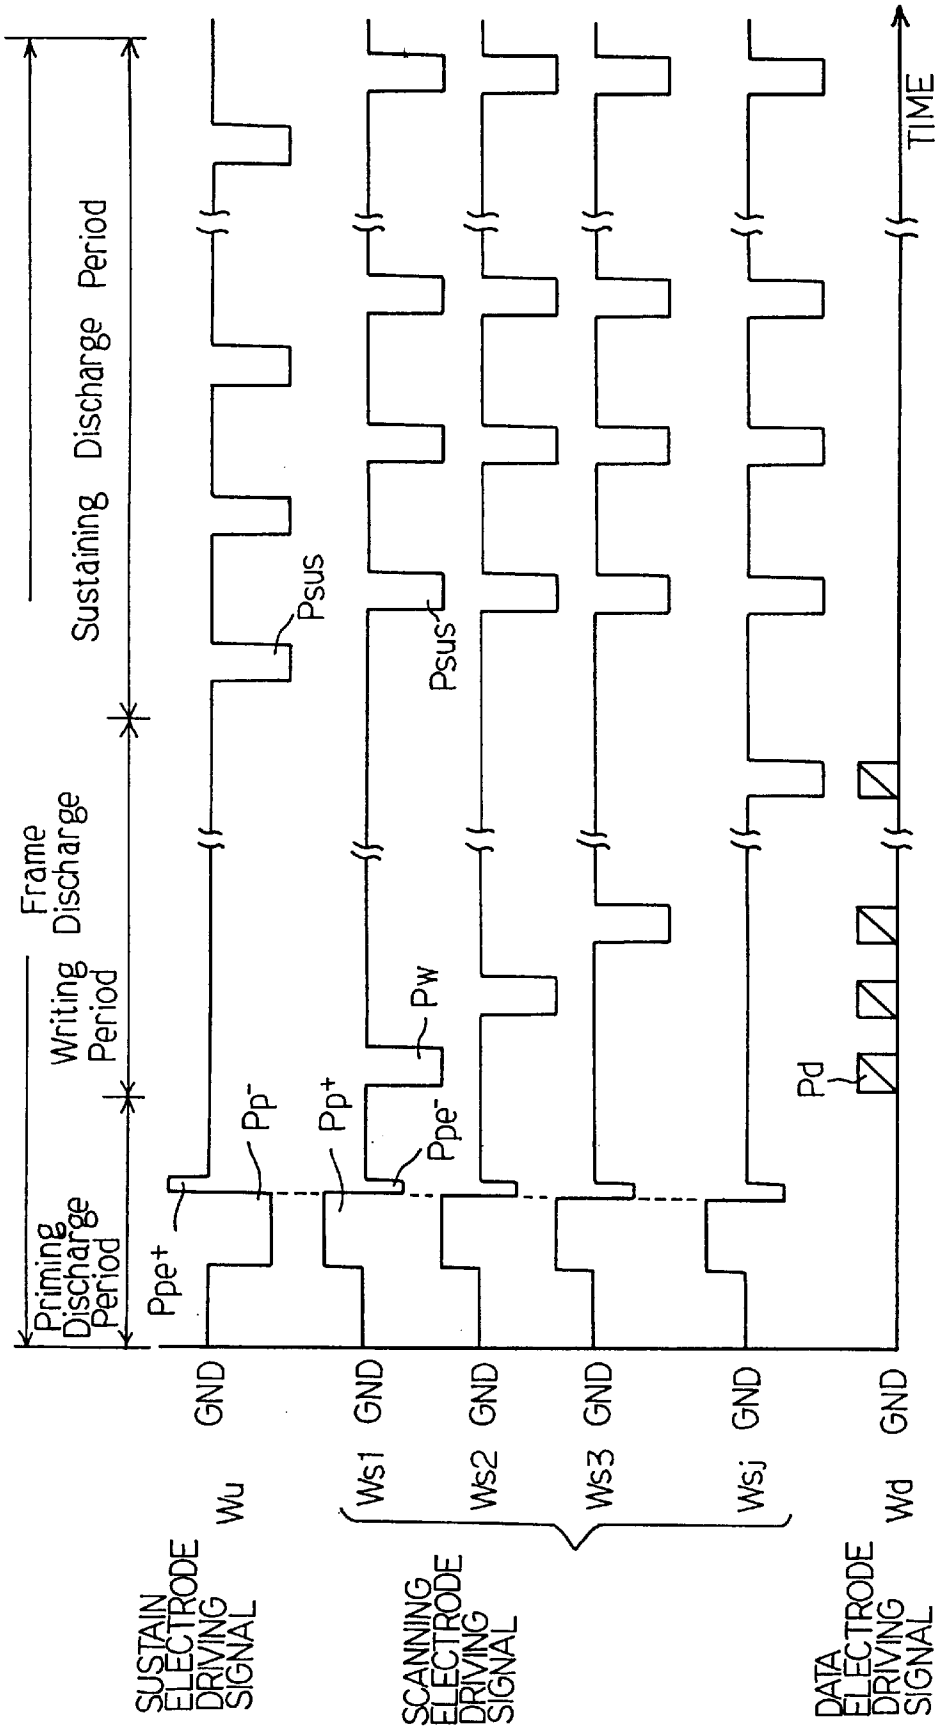 Frame
Priming
Discharge
Period
Writing Discharge
Period
Sustaining Discharge Period
SUSTAIN
ELECTRODE
DRIVING
SIGNAL
Wu
GND
Ppe+
Pp-
Psus
SCANNING
ELECTRODE
DRIVING
SIGNAL
Ws1
GND
Pp+
Ppe-
Pw
Psus
Ws2
GND
Ws3
GND
Wsj
GND
DATA
ELECTRODE
DRIVING
SIGNAL
Wd
GND
Pd
TIME